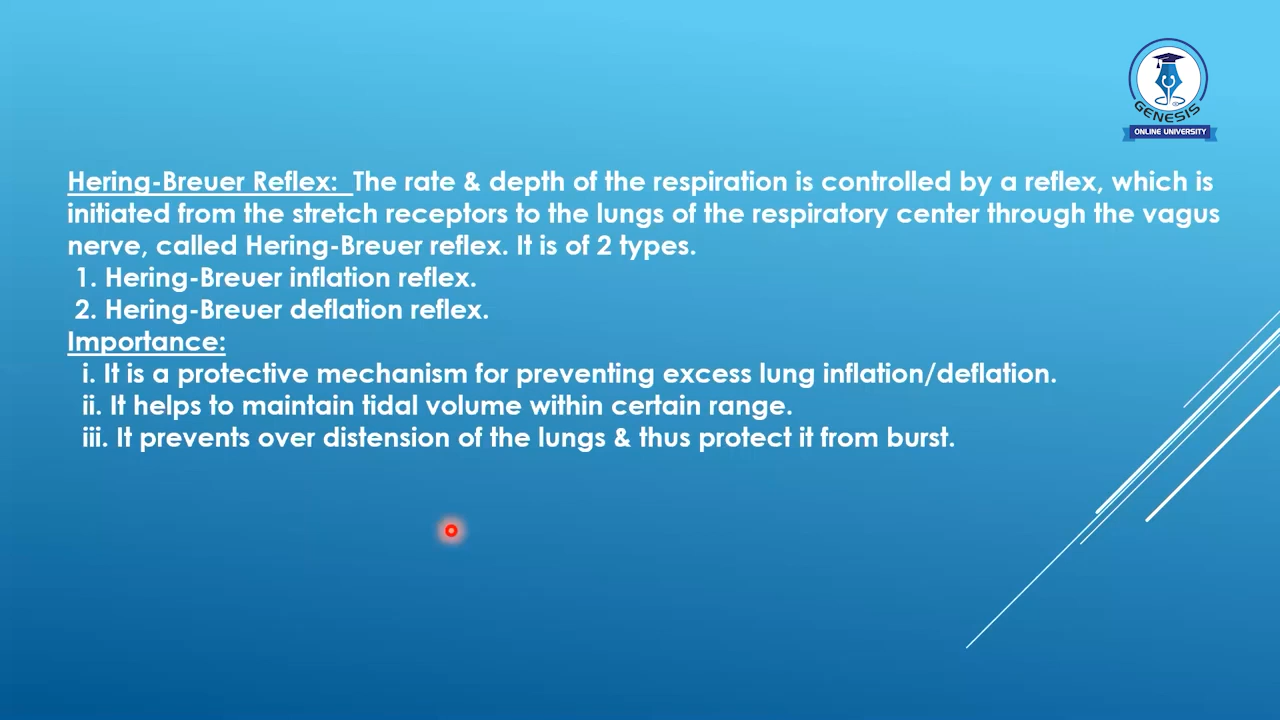 GENESIS
ONLINE UNIVERSITY
Hering-Breuer Reflex: The rate & depth of the respiration is controlled by a reflex, which is
initiated from the stretch receptors to the lungs of the respiratory center through the vagus
nerve, called Hering-Breuer reflex. It is of 2 types.
1. Hering-Breuer inflation reflex.
2. Hering-Breuer deflation reflex.
Importance:
i. It is a protective mechanism for preventing excess lung inflation/deflation.
ii. It helps to maintain tidal volume within certain range.
iii. It prevents over distension of the lungs & thus protect it from burst.